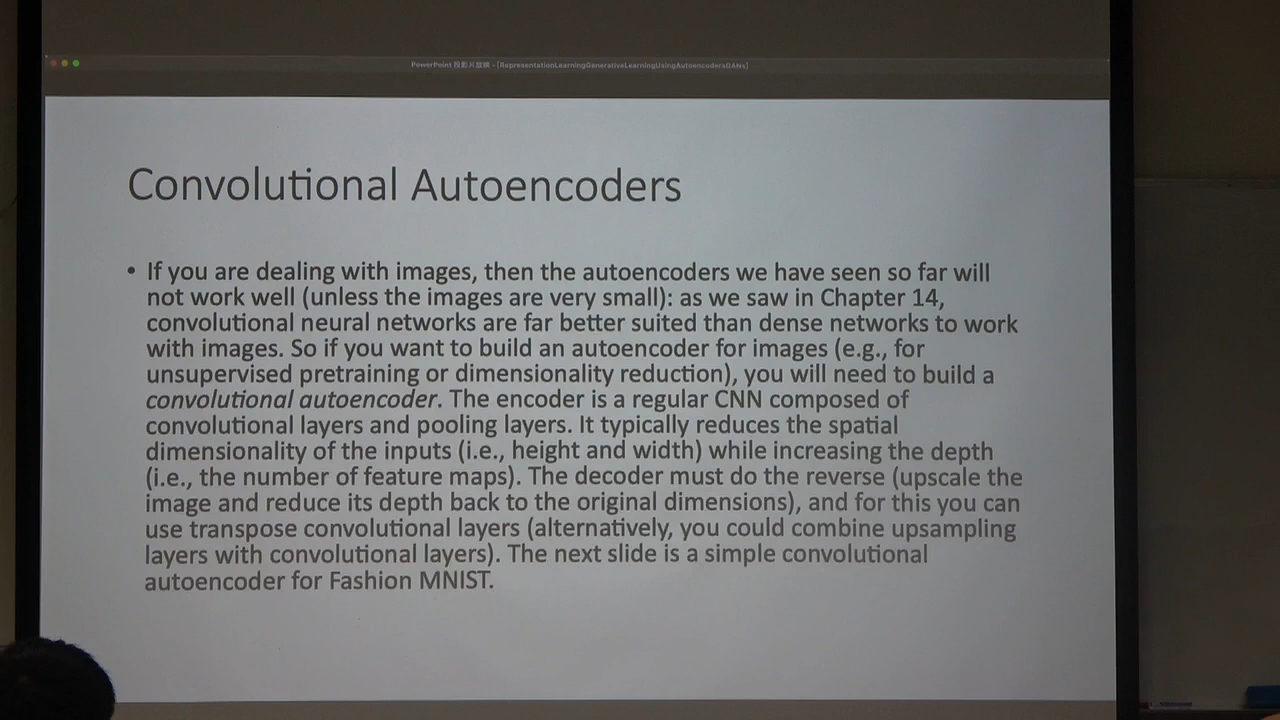 PowerPoint 投影片放映 - [RepresentationLearningGenerativeLearningUsingAutoencodersGANs]
Convolutional Autoencoders
• If you are dealing with images, then the autoencoders we have seen so far will
not work well (unless the images are very small): as we saw in Chapter 14,
convolutional neural networks are far better suited than dense networks to work
with images. So if you want to build an autoencoder for images (e.g., for
unsupervised pretraining or dimensionality reduction), you will need to build a
convolutional autoencoder. The encoder is a regular CNN composed of
convolutional layers and pooling layers. It typically reduces the spatial
dimensionality of the inputs (i.e., height and width) while increasing the depth
(i.e., the number of feature maps). The decoder must do the reverse (upscale the
image and reduce its depth back to the original dimensions), and for this you can
use transpose convolutional layers (alternatively, you could combine upsampling
layers with convolutional layers). The next slide is a simple convolutional
autoencoder for Fashion MNIST.